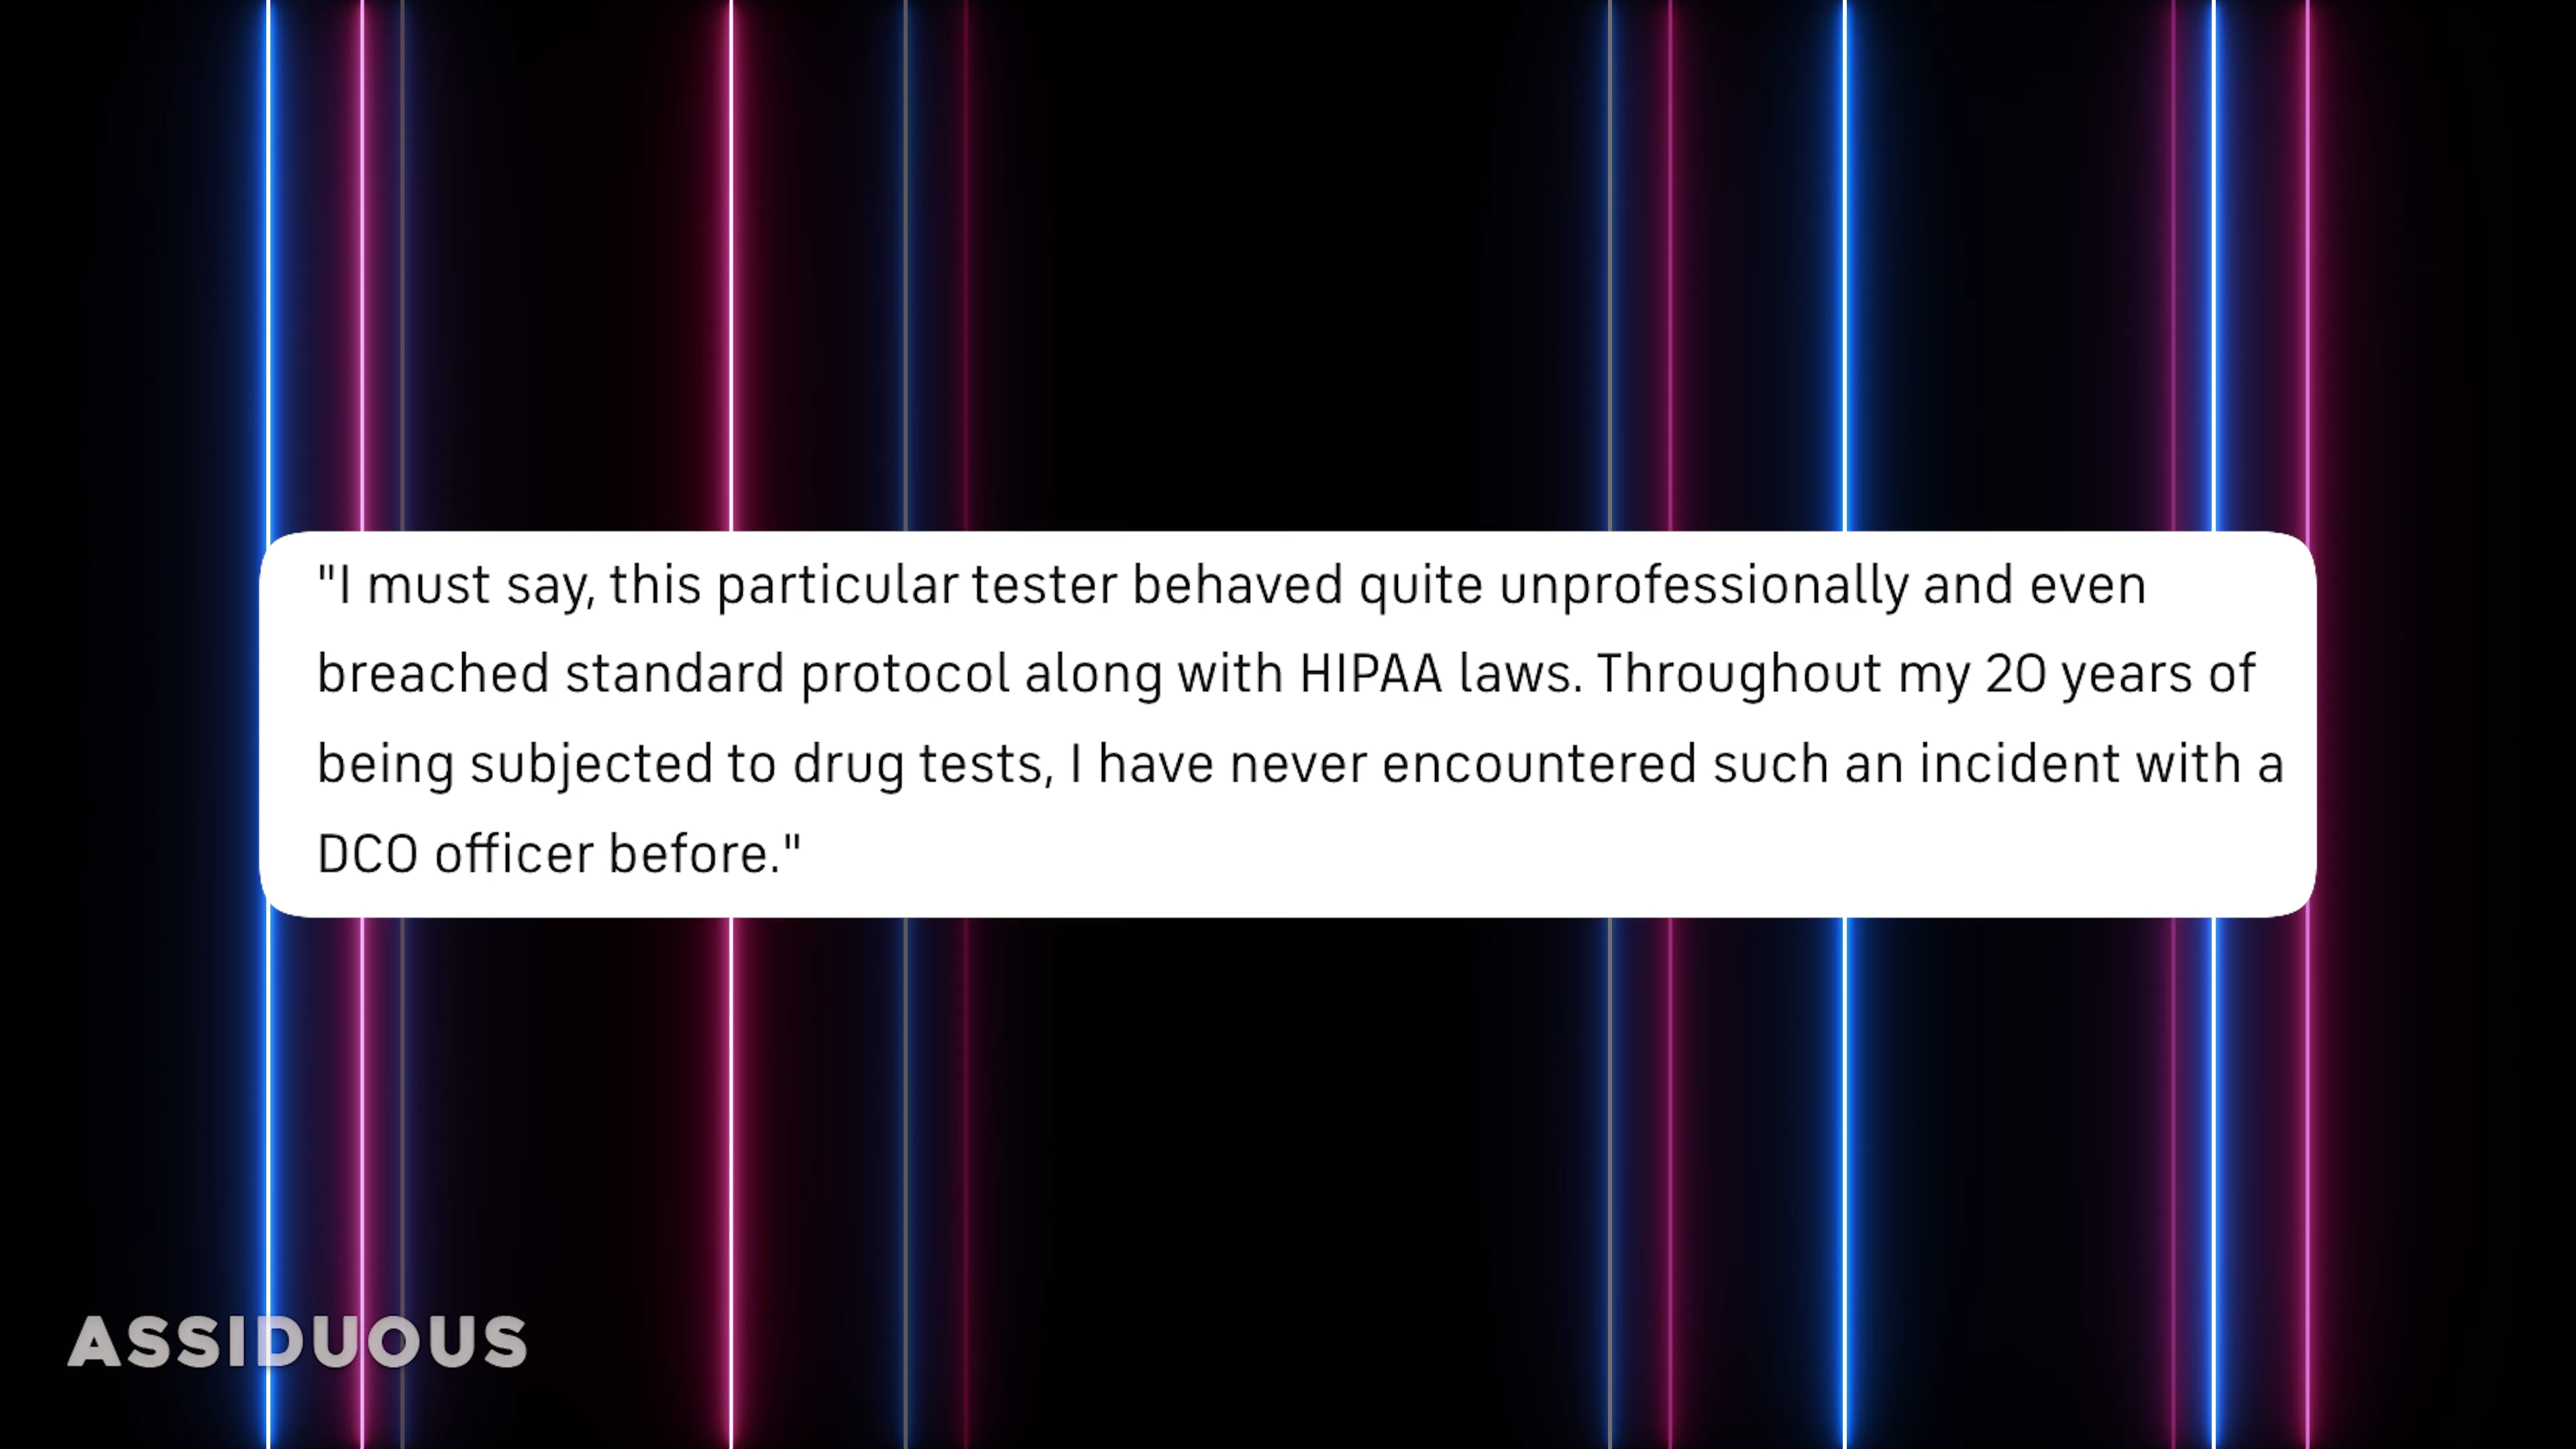 "I must say, this particular tester behaved quite unprofessionally and even
breached standard protocol along with HIPAA laws. Throughout my 20 years of
being subjected to drug tests, I have never encountered such an incident with a
DCO officer before."
ASSIDUOUS